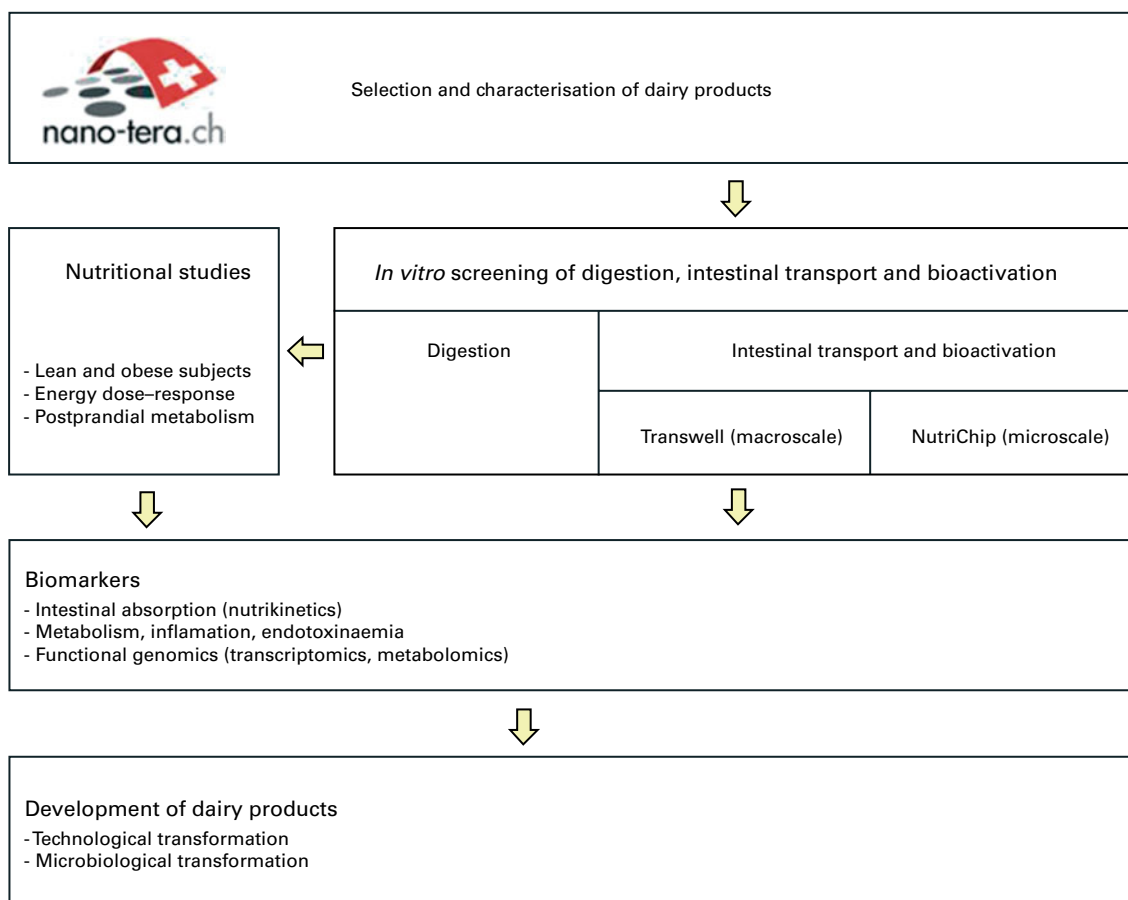 nano-tera.ch
Selection and characterisation of dairy products
Nutritional studies
- Lean and obese subjects
- Energy dose–response
- Postprandial metabolism
In vitro screening of digestion, intestinal transport and bioactivation
Digestion
Intestinal transport and bioactivation
Transwell (macroscale)
NutriChip (microscale)
Biomarkers
- Intestinal absorption (nutrikinetics)
- Metabolism, inflamation, endotoxinaemia
- Functional genomics (transcriptomics, metabolomics)
Development of dairy products
- Technological transformation
- Microbiological transformation